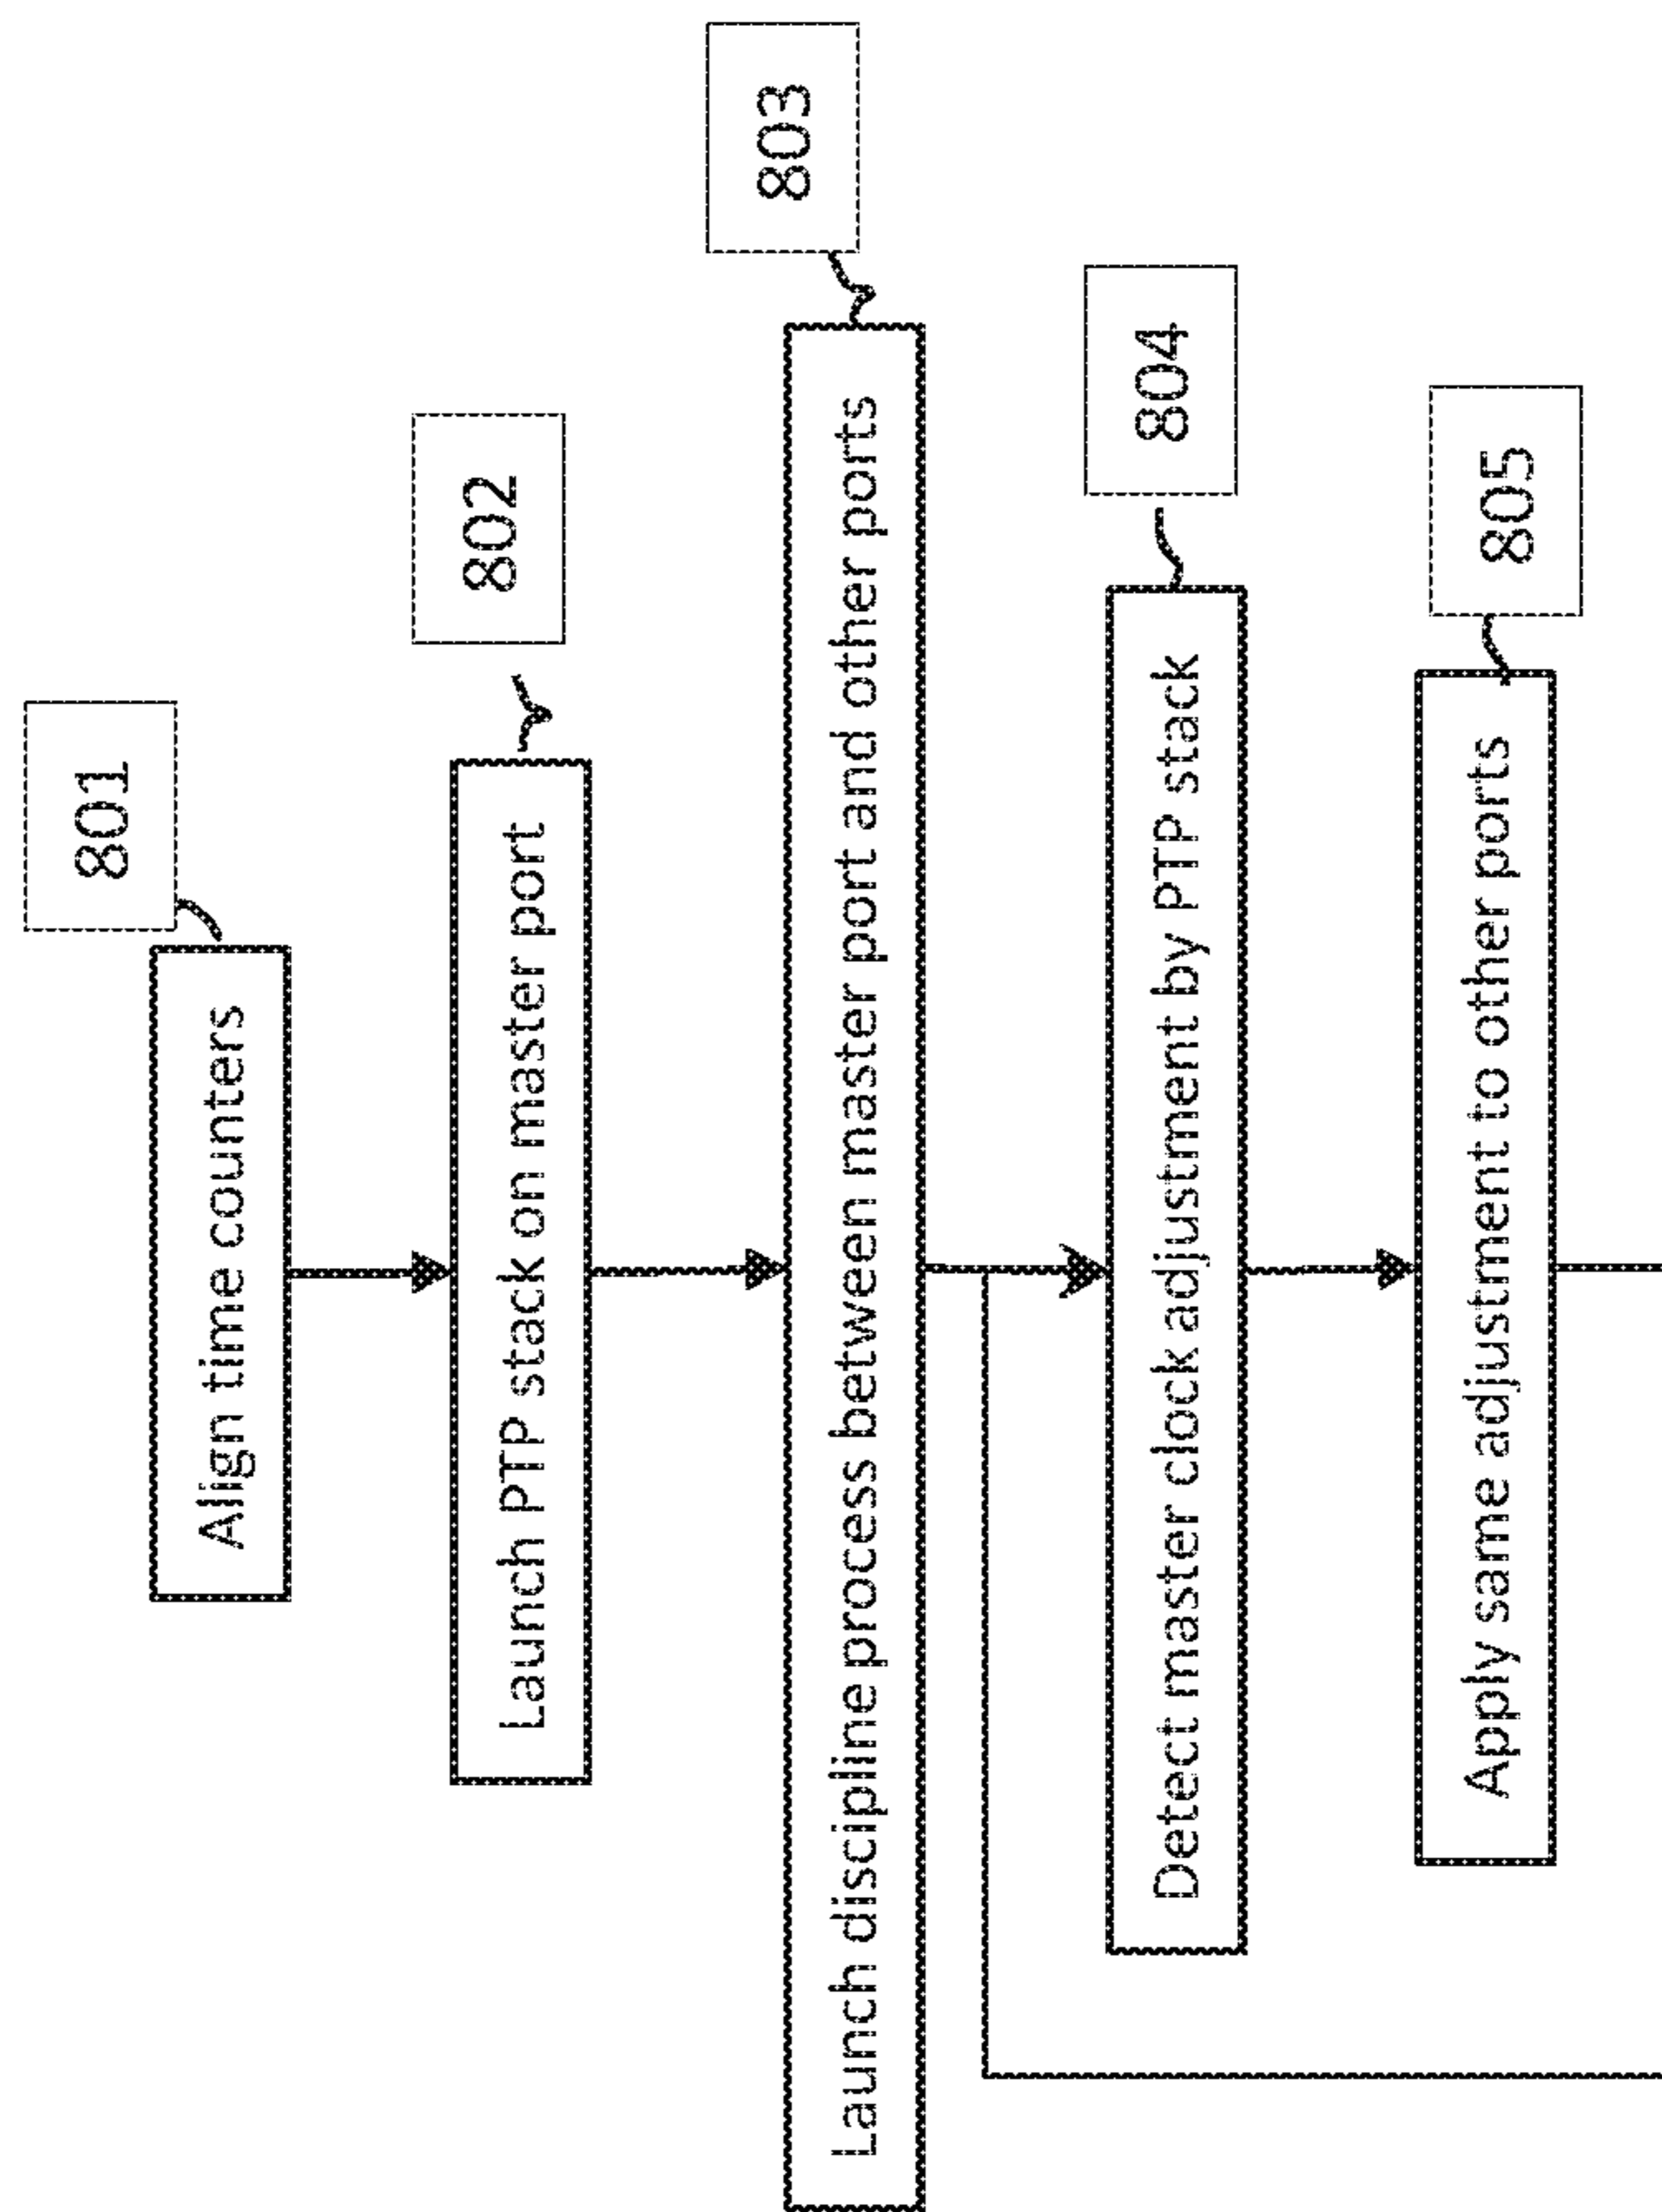 801
Align time counters
802
Launch PTP stack on master port
803
Launch discipline process between master port and other ports
804
Detect master clock adjustment by PTP stack
805
Apply same adjustment to other ports